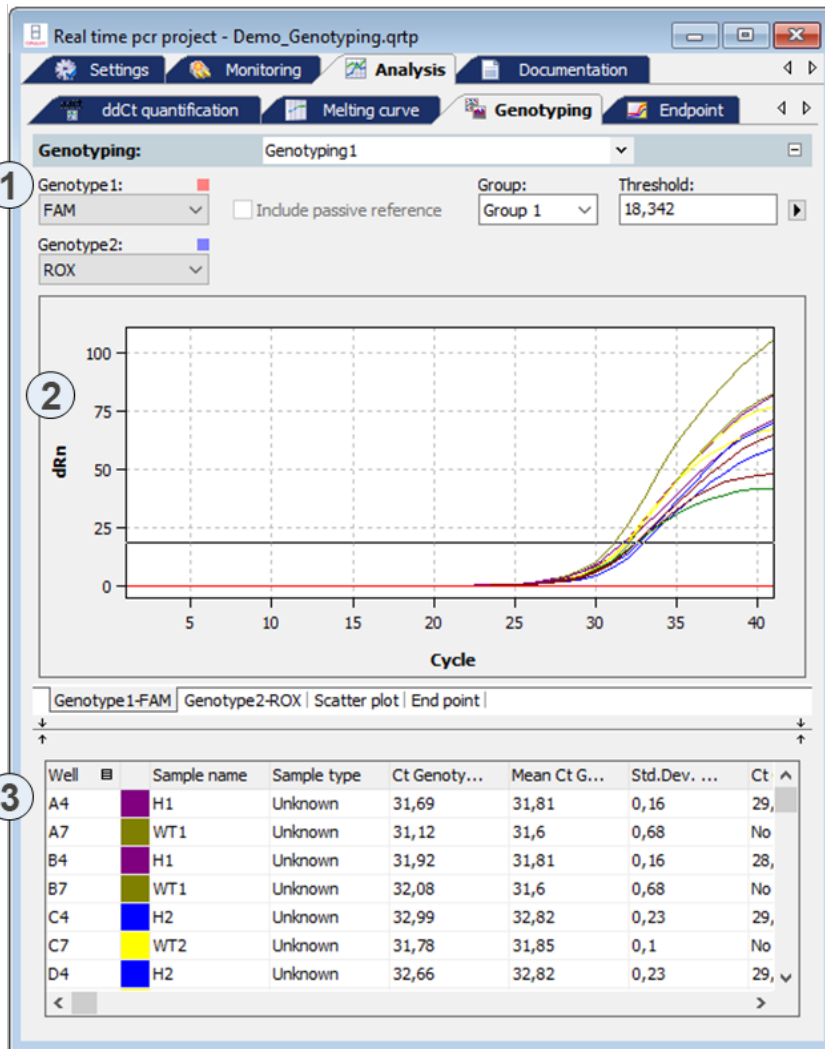 Real time pcr project - Demo_Genotyping.qrtp
Settings Monitoring Analysis Documentation
ddCt quantification Melting curve Genotyping Endpoint
Genotyping: Genotyping1
1
Genotype1: Group: Threshold:
FAM Include passive reference Group 1 18,342
Genotype2:
ROX
2
dRn
100
75
50
25
0
5 10 15 20 25 30 35 40
Cycle
Genotype1-FAM Genotype2-ROX Scatter plot End point
3
Well Sample name Sample type Ct Genoty... Mean Ct G... Std.Dev. ... Ct
A4 H1 Unknown 31,69 31,81 0,16 29,
A7 WT1 Unknown 31,12 31,6 0,68 No
B4 H1 Unknown 31,92 31,81 0,16 28,
B7 WT1 Unknown 32,08 31,6 0,68 No
C4 H2 Unknown 32,99 32,82 0,23 29,
C7 WT2 Unknown 31,78 31,85 0,1 No
D4 H2 Unknown 32,66 32,82 0,23 29,